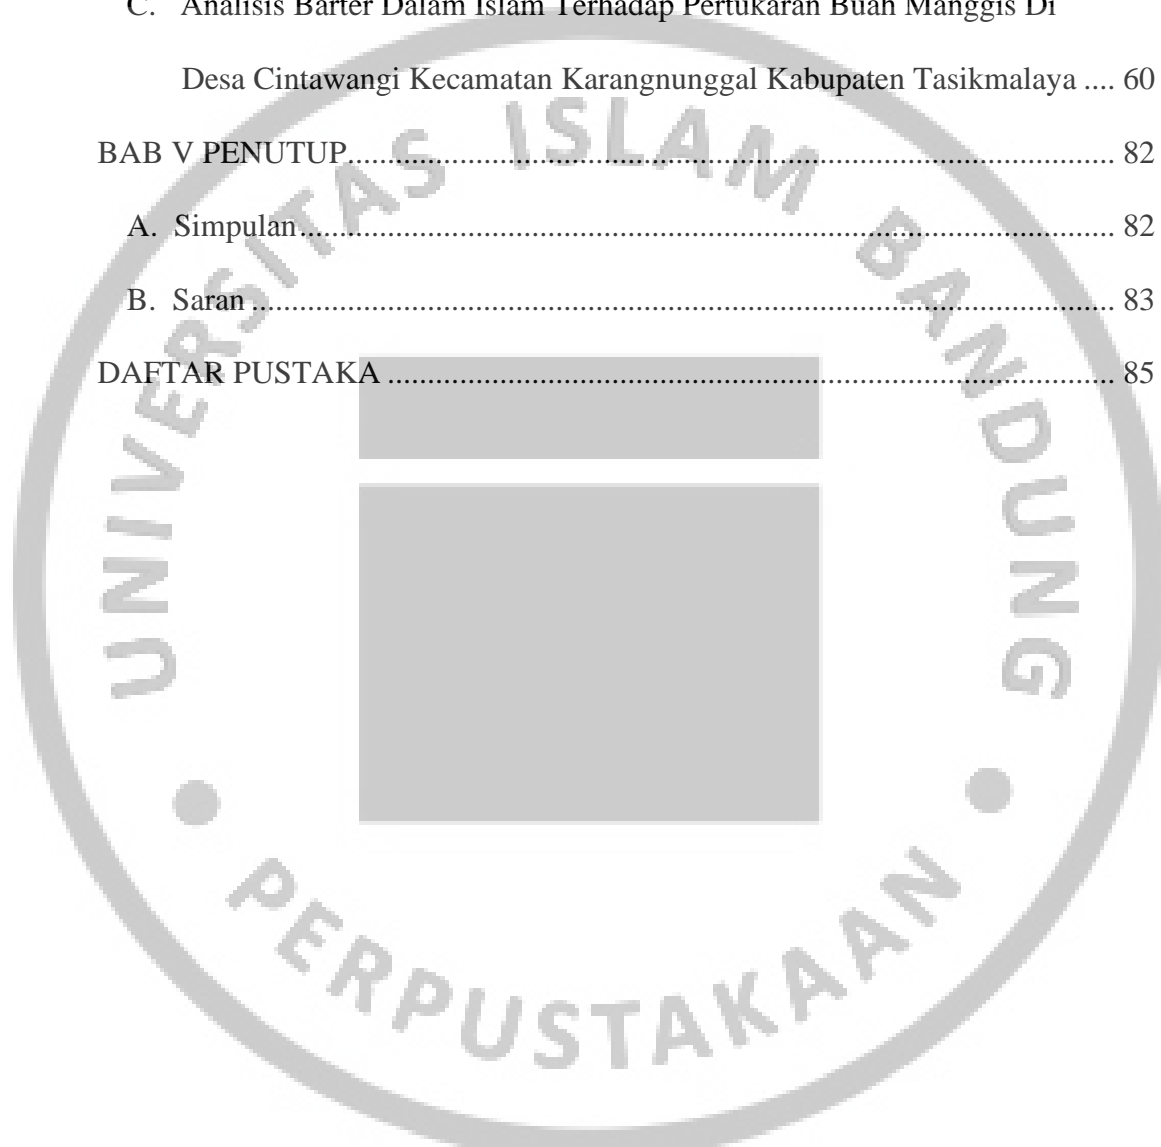 C. Analisis Barter Dalam Islam Terhadap Pertukaran Buah Manggis Di
Desa Cintawangi Kecamatan Karangnunggal Kabupaten Tasikmalaya .... 60
BAB V PENUTUP.................................................................................. 82
A. Simpulan........................................................................................ 82
B. Saran ............................................................................................. 83
DAFTAR PUSTAKA ............................................................................. 85
UNIVERSITAS ISLAM BANDUNG
PERPUSTAKAAN